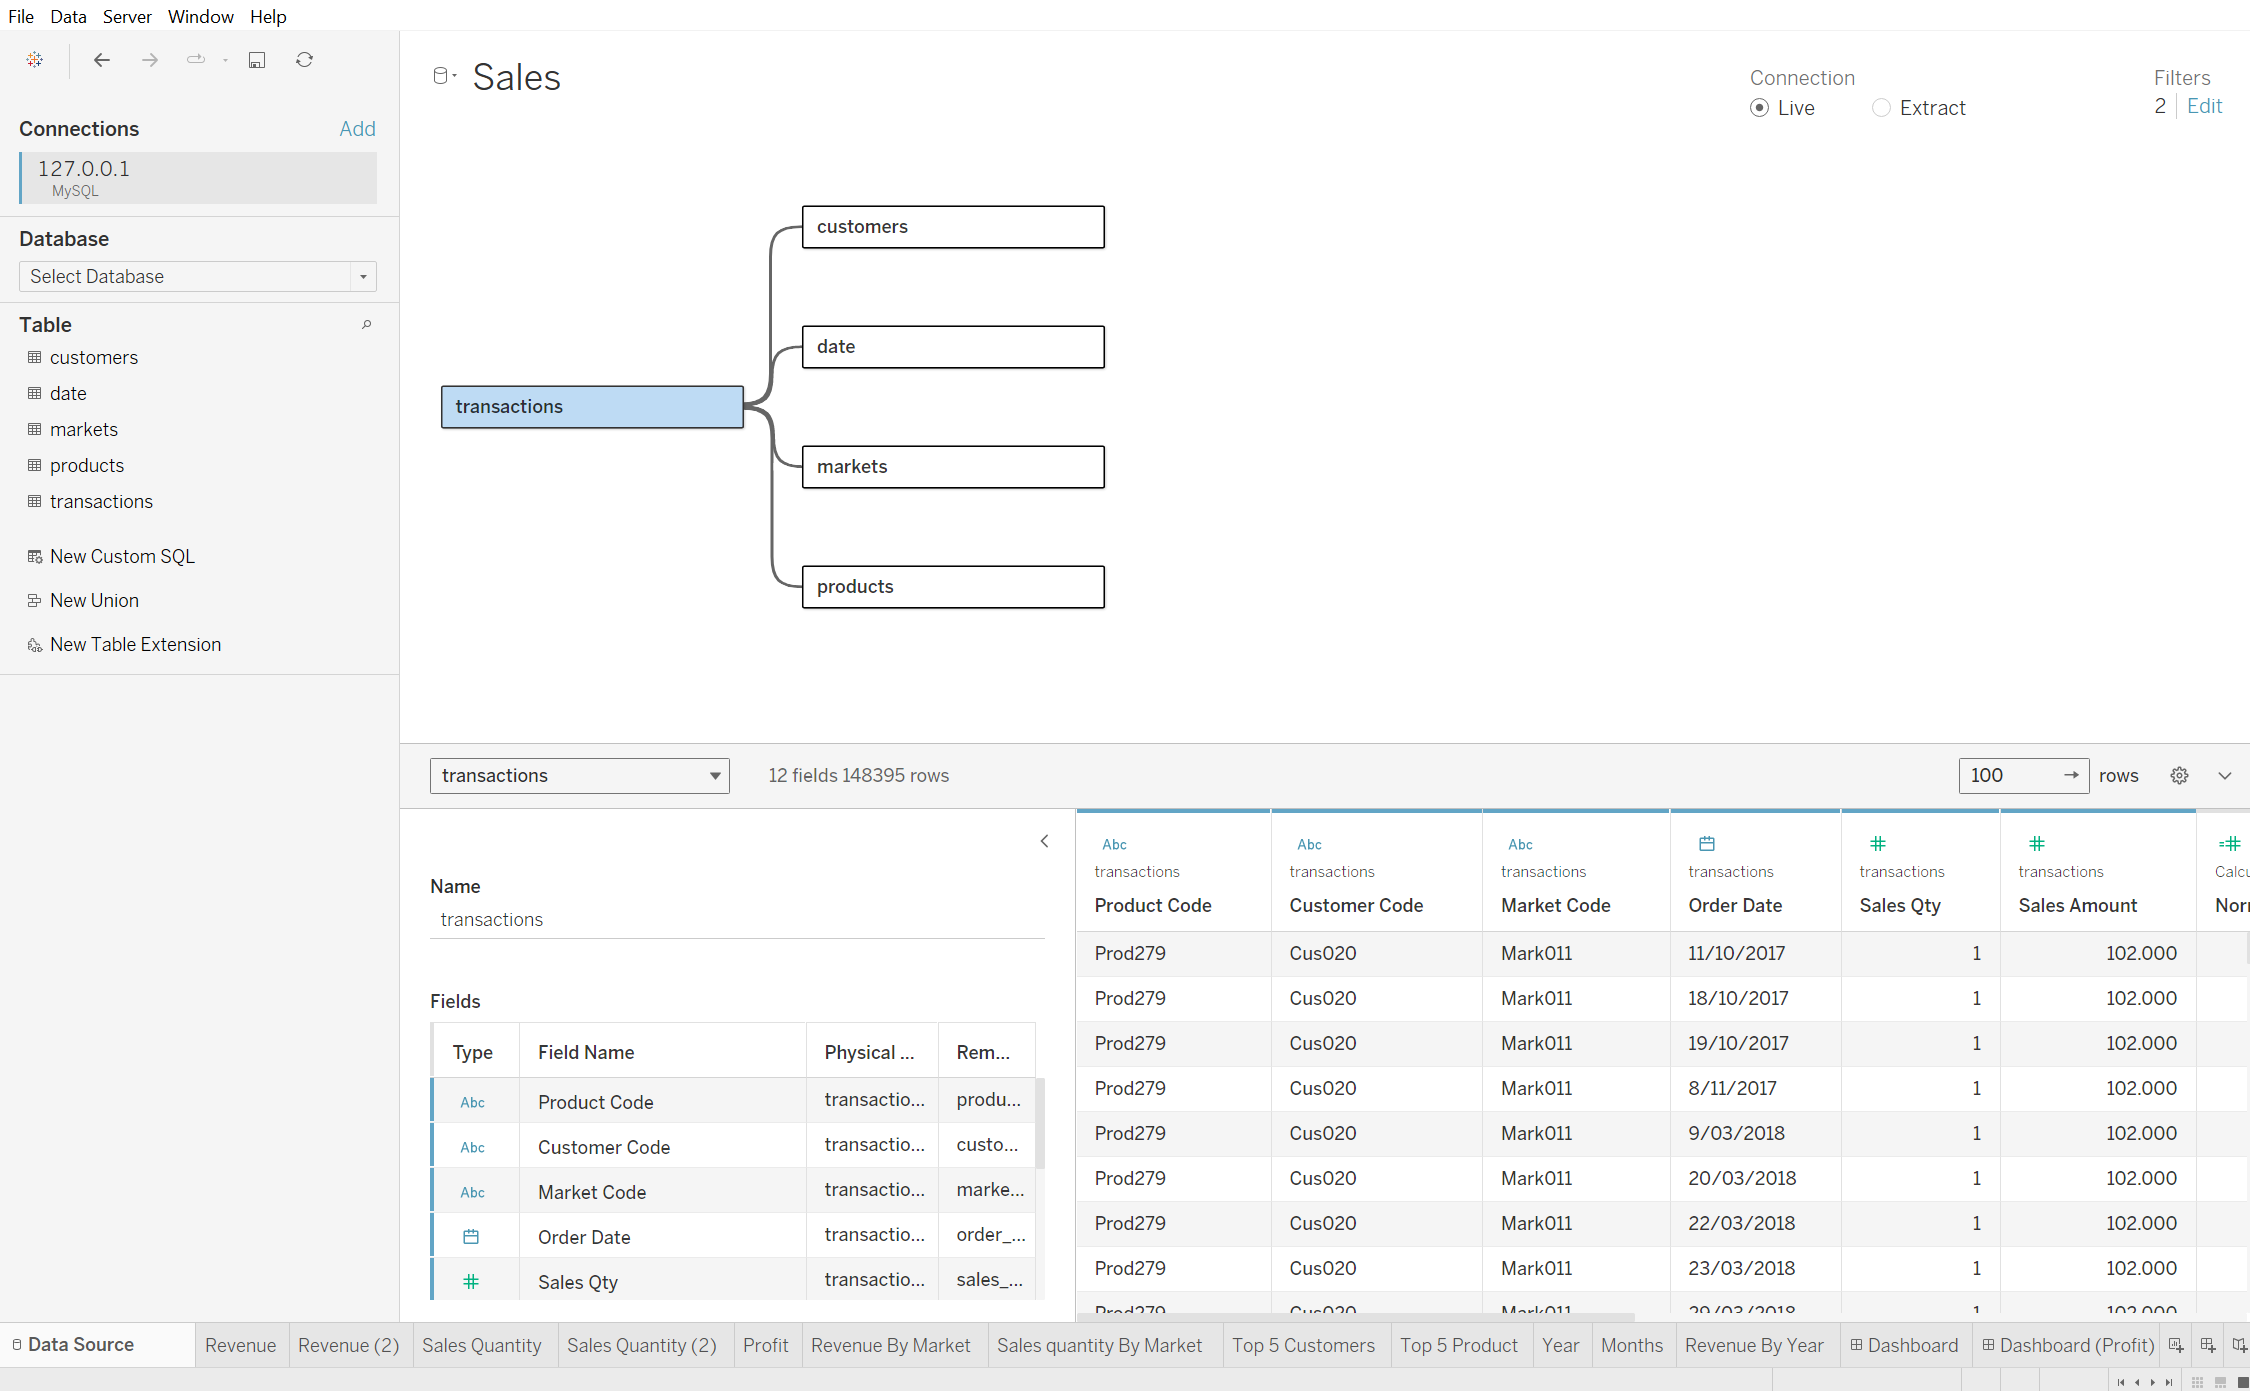 File Data Server Window Help
Connections Add
127.0.0.1
MySQL
Database
Select Database
Table
customers
date
markets
products
transactions
New Custom SQL
New Union
New Table Extension
Sales
Connection
Live Extract
Filters
2 Edit
customers
date
transactions
markets
products
transactions 12 fields 148395 rows 100 rows
Name
transactions
Fields
Type Field Name Physical ... Rem...
Abc Product Code transactio... produ...
Abc Customer Code transactio... custo...
Abc Market Code transactio... marke...
Order Date transactio... order_...
Sales Qty transactio... sales_...
Abc Abc Abc
transactions transactions transactions transactions transactions transactions Calcu
Product Code Customer Code Market Code Order Date Sales Qty Sales Amount Nor
Prod279 Cus020 Mark011 11/10/2017 1 102.000
Prod279 Cus020 Mark011 18/10/2017 1 102.000
Prod279 Cus020 Mark011 19/10/2017 1 102.000
Prod279 Cus020 Mark011 8/11/2017 1 102.000
Prod279 Cus020 Mark011 9/03/2018 1 102.000
Prod279 Cus020 Mark011 20/03/2018 1 102.000
Prod279 Cus020 Mark011 22/03/2018 1 102.000
Prod279 Cus020 Mark011 23/03/2018 1 102.000
Prod279 Cus020 Mark011 29/03/2018 1 102.000
Data Source Revenue Revenue (2) Sales Quantity Sales Quantity (2) Profit Revenue By Market Sales quantity By Market Top 5 Customers Top 5 Product Year Months Revenue By Year Dashboard Dashboard (Profit)